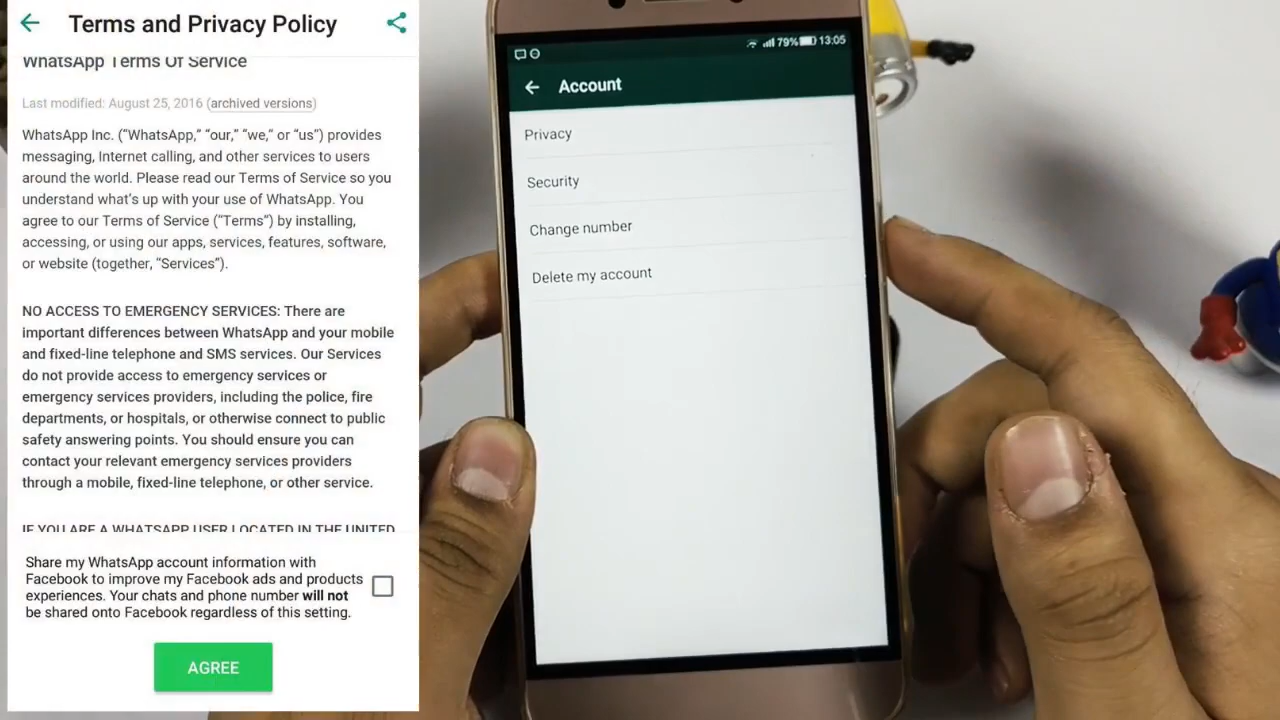 Terms and Privacy Policy
WhatsApp Terms Of Service
Last modified: August 25, 2016 (archived versions)
WhatsApp Inc. (“WhatsApp,” “our,” “we,” or “us”) provides
messaging, Internet calling, and other services to users
around the world. Please read our Terms of Service so you
understand what’s up with your use of WhatsApp. You
agree to our Terms of Service (“Terms”) by installing,
accessing, or using our apps, services, features, software,
or website (together, “Services”).
NO ACCESS TO EMERGENCY SERVICES: There are
important differences between WhatsApp and your mobile
and fixed-line telephone and SMS services. Our Services
do not provide access to emergency services or
emergency services providers, including the police, fire
departments, or hospitals, or otherwise connect to public
safety answering points. You should ensure you can
contact your relevant emergency services providers
through a mobile, fixed-line telephone, or other service.
IF YOU ARE A WHATSAPP USER LOCATED IN THE UNITED
Share my WhatsApp account information with
Facebook to improve my Facebook ads and products
experiences. Your chats and phone number will not
be shared onto Facebook regardless of this setting.
AGREE
79% 13:05
Account
Privacy
Security
Change number
Delete my account